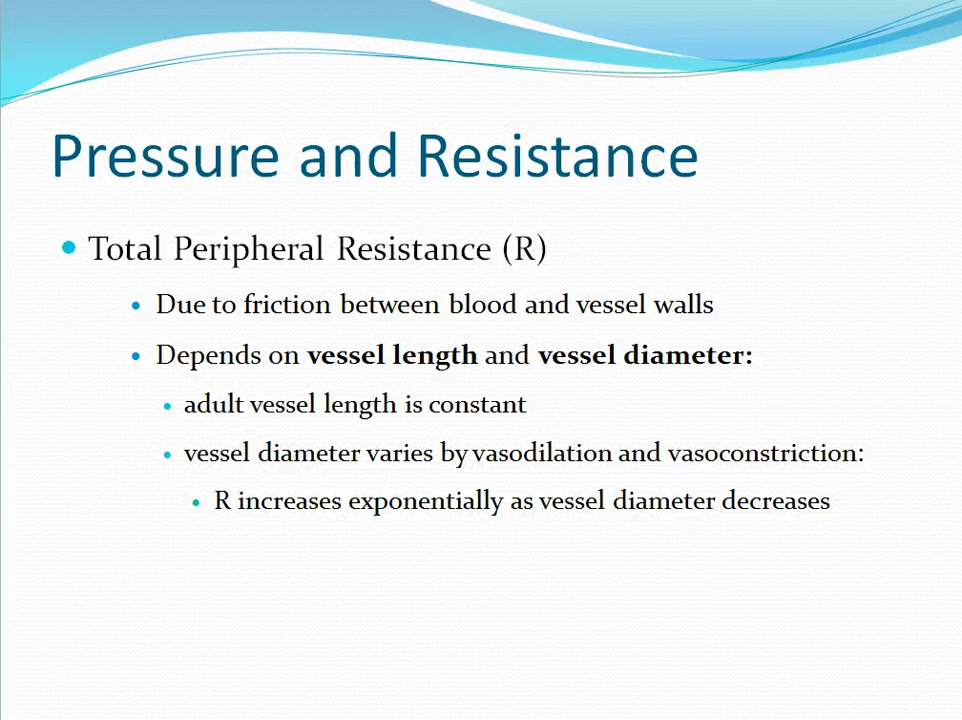 Pressure and Resistance
Total Peripheral Resistance (R)
Due to friction between blood and vessel walls
Depends on vessel length and vessel diameter:
adult vessel length is constant
vessel diameter varies by vasodilation and vasoconstriction:
R increases exponentially as vessel diameter decreases